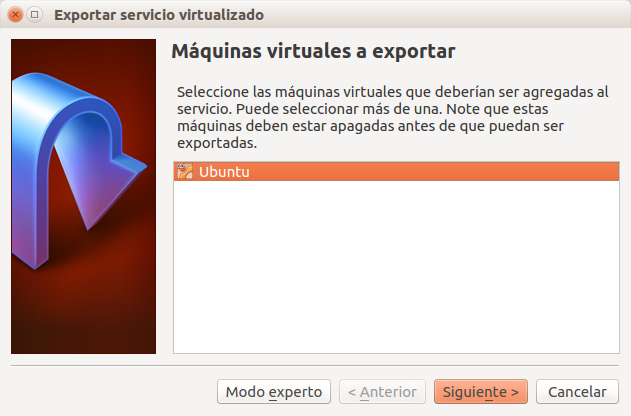 Exportar servicio virtualizado
Máquinas virtuales a exportar
Seleccione las máquinas virtuales que deberían ser agregadas al
servicio. Puede seleccionar más de una. Note que estas
máquinas deben estar apagadas antes de que puedan ser
exportadas.
Ubuntu
Modo experto
< Anterior
Siguiente >
Cancelar